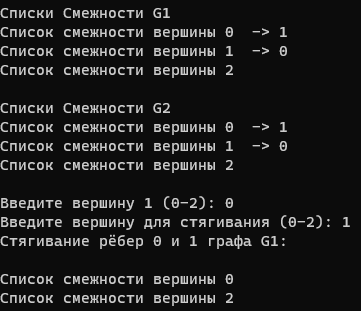 Списки Смежности G1
Список смежности вершины 0  -> 1
Список смежности вершины 1  -> 0
Список смежности вершины 2

Списки Смежности G2
Список смежности вершины 0  -> 1
Список смежности вершины 1  -> 0
Список смежности вершины 2

Введите вершину 1 (0-2): 0
Введите вершину для стягивания (0-2): 1
Стягивание рёбер 0 и 1 графа G1:

Список смежности вершины 0
Список смежности вершины 2